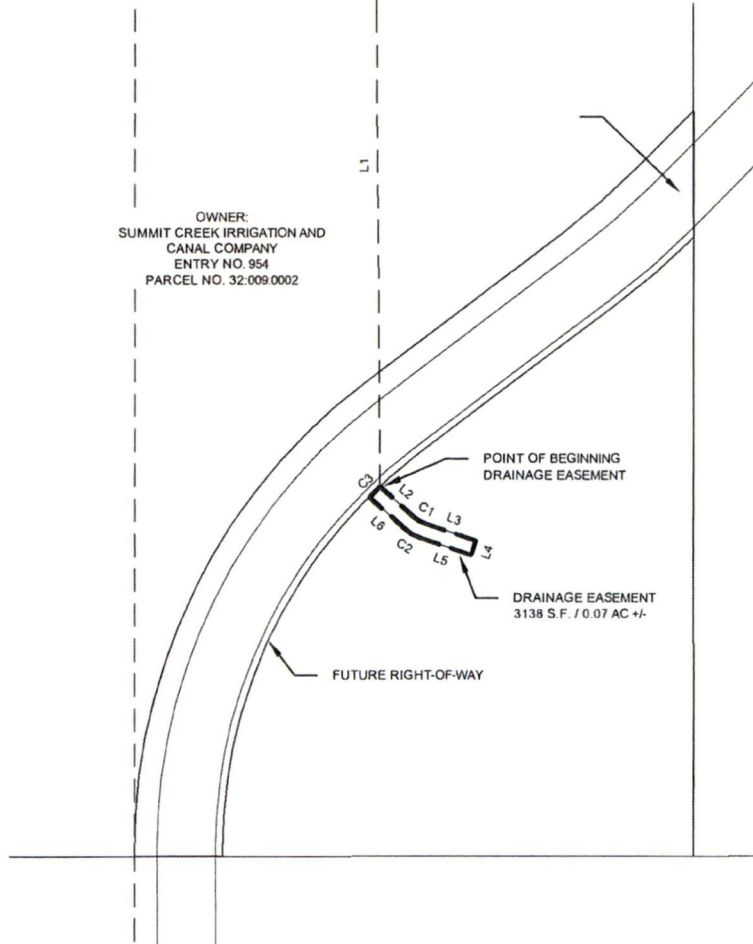 L1
OWNER:
SUMMIT CREEK IRRIGATION AND
CANAL COMPANY
ENTRY NO. 954
PARCEL NO. 32:009:0002
POINT OF BEGINNING
DRAINAGE EASEMENT
C3
L2
C1
L3
L6
C2
L5
L4
DRAINAGE EASEMENT
3138 S.F. / 0.07 AC +/-
FUTURE RIGHT-OF-WAY